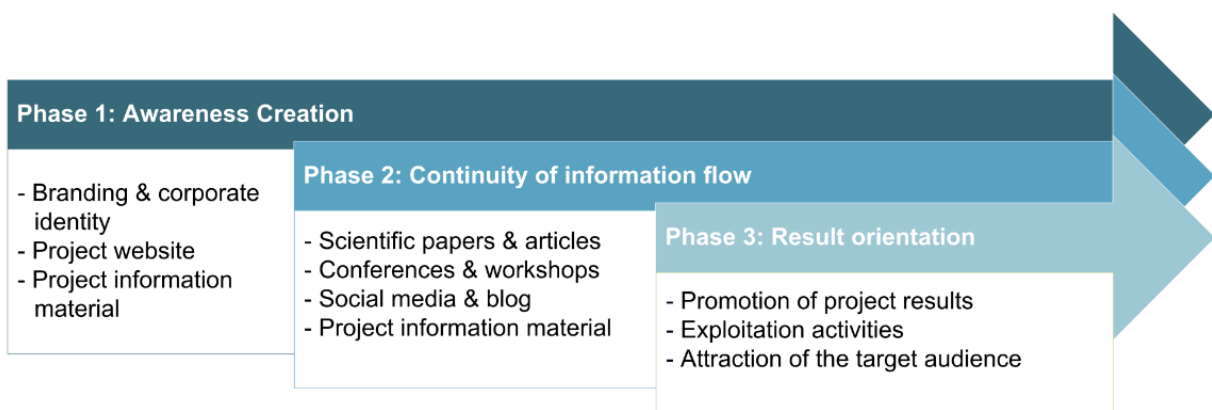 Phase 1: Awareness Creation
- Branding & corporate
identity
- Project website
- Project information
material
Phase 2: Continuity of information flow
- Scientific papers & articles
- Conferences & workshops
- Social media & blog
- Project information material
Phase 3: Result orientation
- Promotion of project results
- Exploitation activities
- Attraction of the target audience